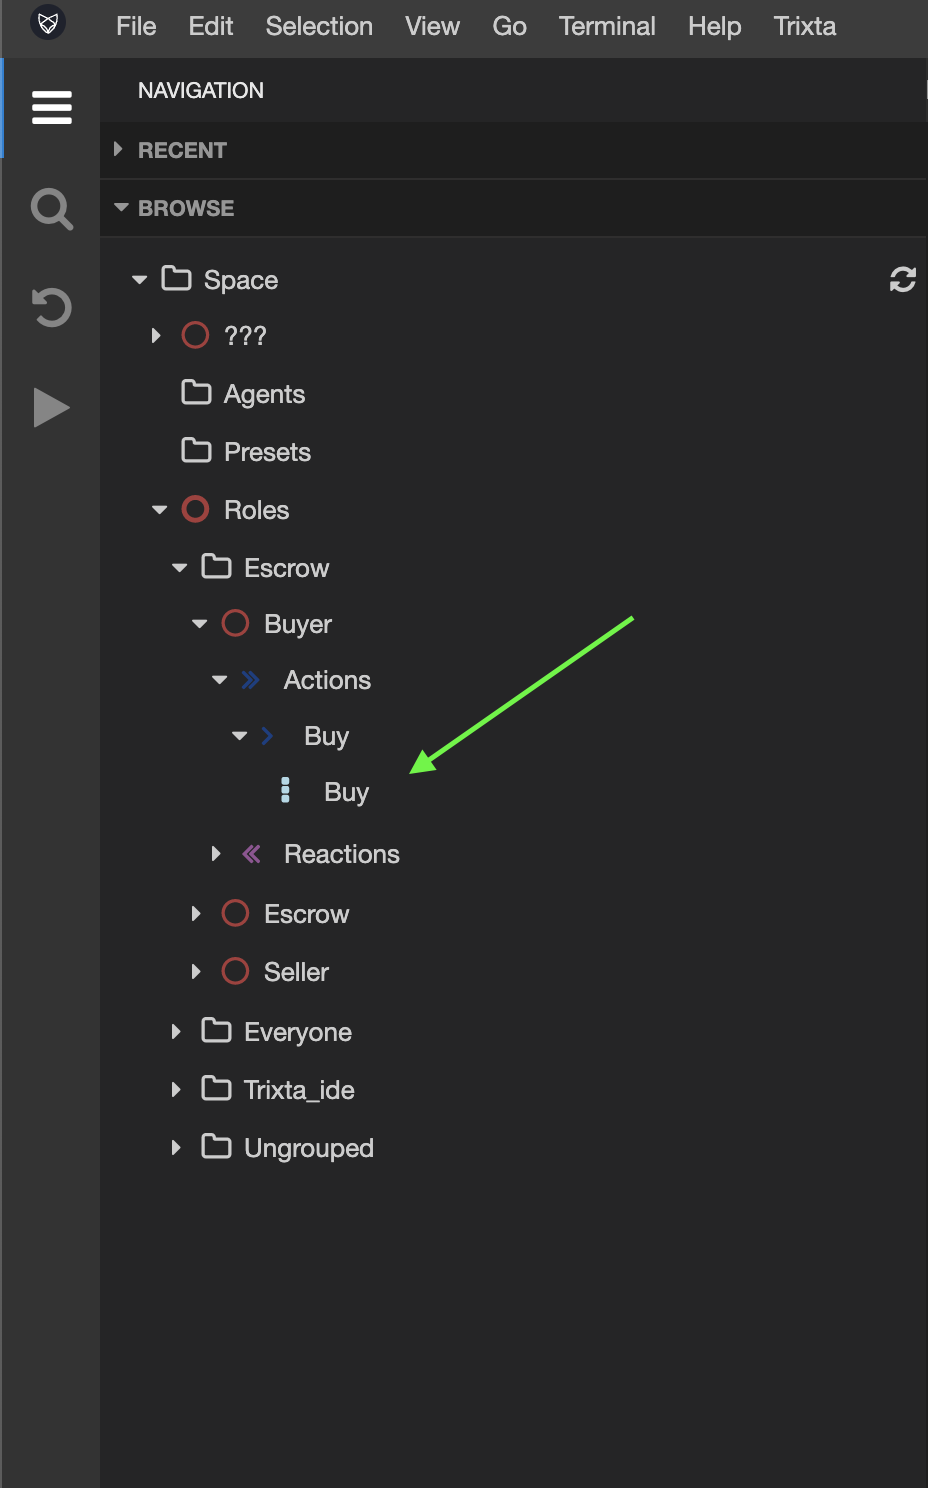 File Edit Selection View Go Terminal Help Trixta
NAVIGATION
RECENT
BROWSE
Space
???
Agents
Presets
Roles
Escrow
Buyer
Actions
Buy
Buy
Reactions
Escrow
Seller
Everyone
Trixta_ide
Ungrouped